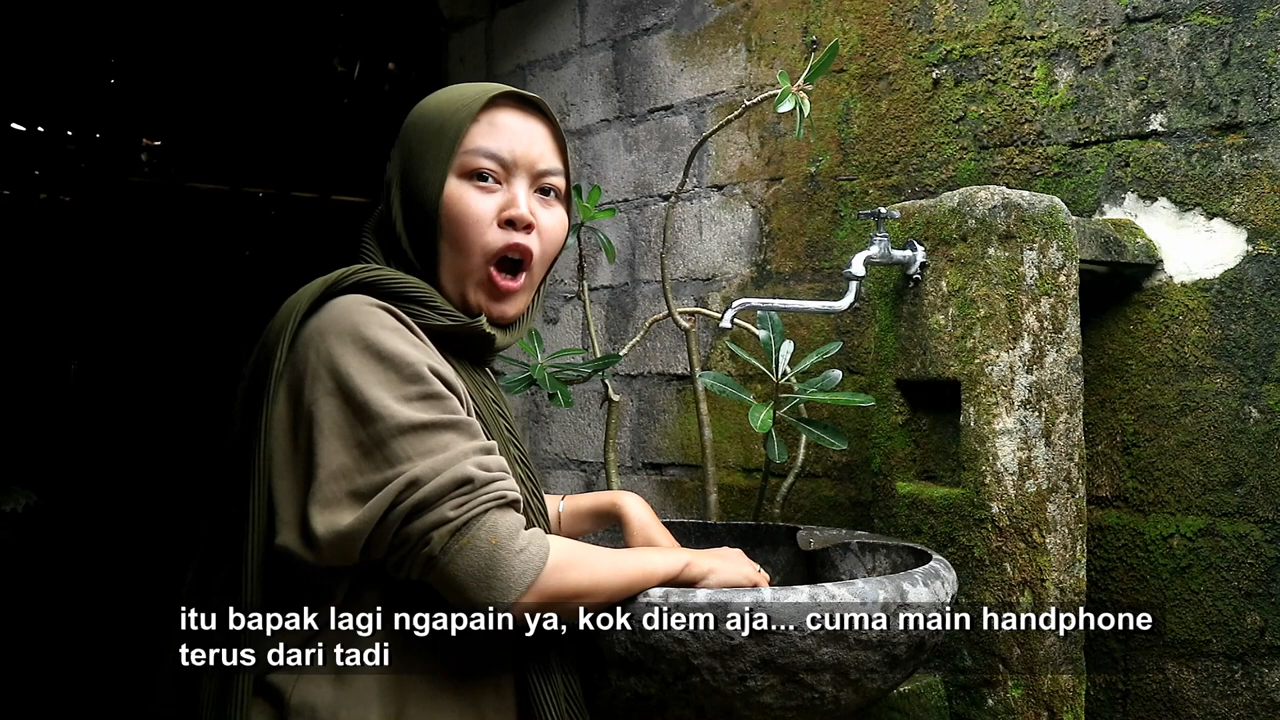 itu bapak lagi ngapain ya, kok diem aja... cuma main handphone
terus dari tadi